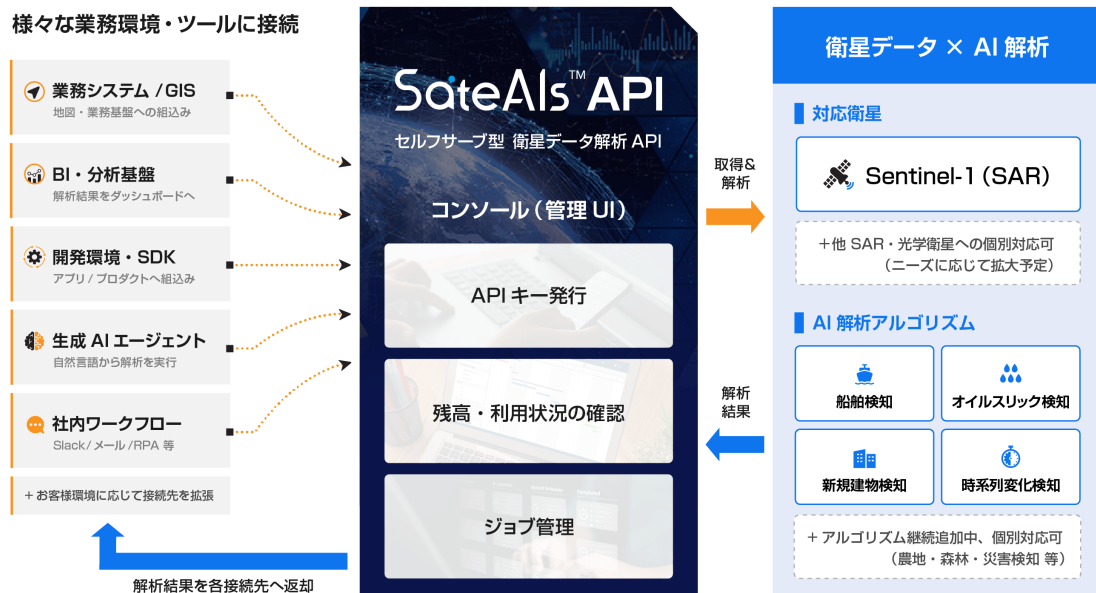 様々な業務環境・ツールに接続
業務システム / GIS
地図・業務基盤への組込み
BI・分析基盤
解析結果をダッシュボードへ
開発環境・SDK
アプリ / プロダクトへ組込み
生成 AI エージェント
自然言語から解析を実行
社内ワークフロー
Slack / メール / RPA 等
+ お客様環境に応じて接続先を拡張
解析結果を各接続先へ返却
SateAIs™ API
セルフサーブ型 衛星データ解析 API
コンソール（管理 UI）
API キー発行
残高・利用状況の確認
ジョブ管理
取得&
解析
解析
結果
衛星データ × AI 解析
対応衛星
Sentinel-1（SAR）
+他 SAR・光学衛星への個別対応可
（ニーズに応じて拡大予定）
AI 解析アルゴリズム
船舶検知
オイルスリック検知
新規建物検知
時系列変化検知
+ アルゴリズム継続追加中、個別対応可
（農地・森林・災害検知 等）